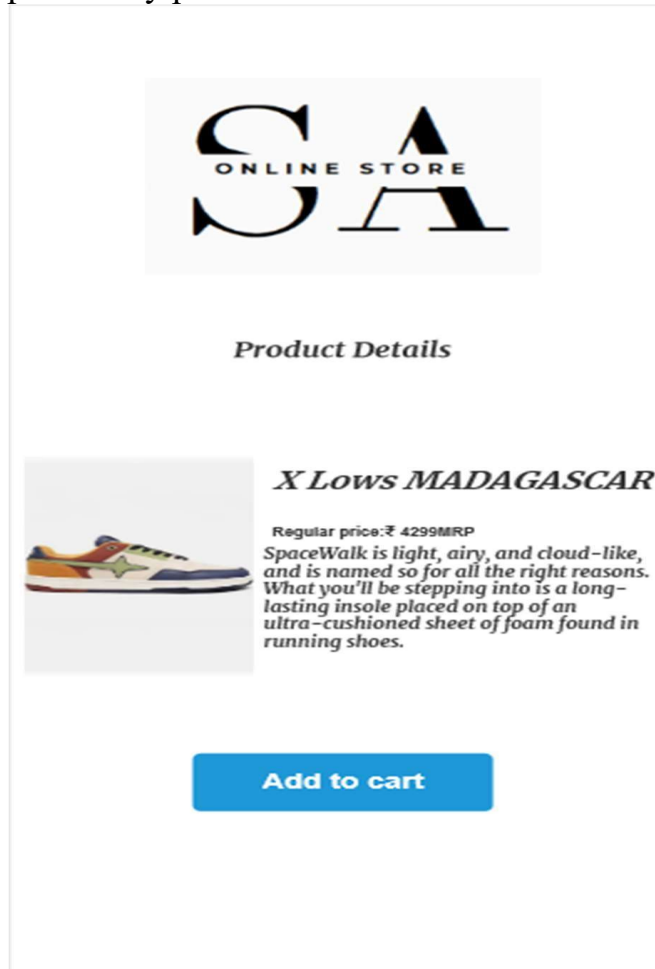 SA
ONLINE STORE
Product Details
X Lows MADAGASCAR
Regular price:₹ 4299MRP
SpaceWalk is light, airy, and cloud-like,
and is named so for all the right reasons.
What you'll be stepping into is a long-
lasting insole placed on top of an
ultra-cushioned sheet of foam found in
running shoes.
Add to cart